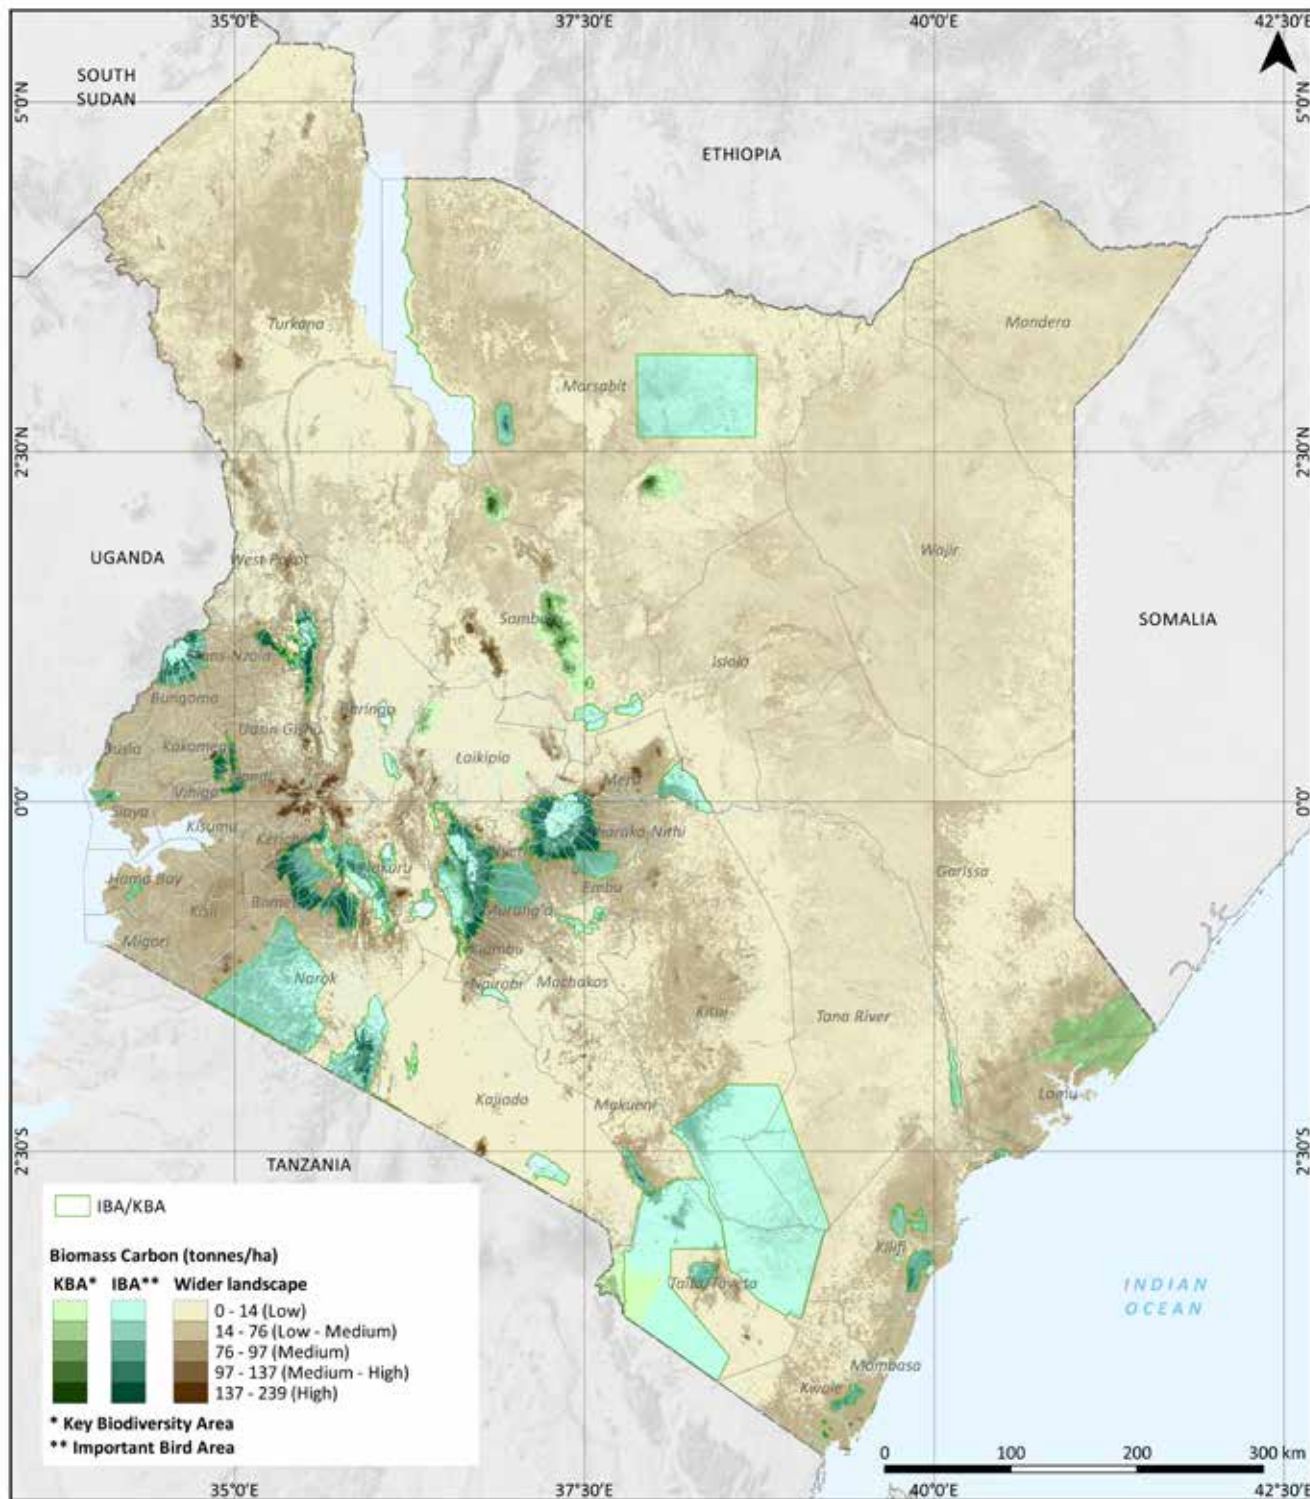 35°0'E 37°30'E 40°0'E 42°30'E
SOUTH
SUDAN
5°0'N
5°0'N
ETHIOPIA
Turkana
Mandera
Marsabit
2°30'N
2°30'N
UGANDA
West Pokot
Wajir
SOMALIA
Isiolo
Bungoma
Baringo
Uasin Gishu
Kakamega
Laikipia
Meru
Vihiga
0°0'
0°0'
Siaya
Kisumu
Tharaka Nithi
Nakuru
Garissa
Homa Bay
Embu
Kisii
Murang'a
Migori
Kiambu
Narok
Nairobi
Machakos
Kitui
Tana River
Kajiado
Makueni
Lamu
2°30'S
2°30'S
TANZANIA
Kilifi
Taita/Taveta
INDIAN
OCEAN
Mombasa
Kwale
IBA/KBA
Biomass Carbon (tonnes/ha)
KBA* IBA** Wider landscape
0 - 14 (Low)
14 - 76 (Low - Medium)
76 - 97 (Medium)
97 - 137 (Medium - High)
137 - 239 (High)
* Key Biodiversity Area
** Important Bird Area
0 100 200 300 km
35°0'E 37°30'E 40°0'E 42°30'E